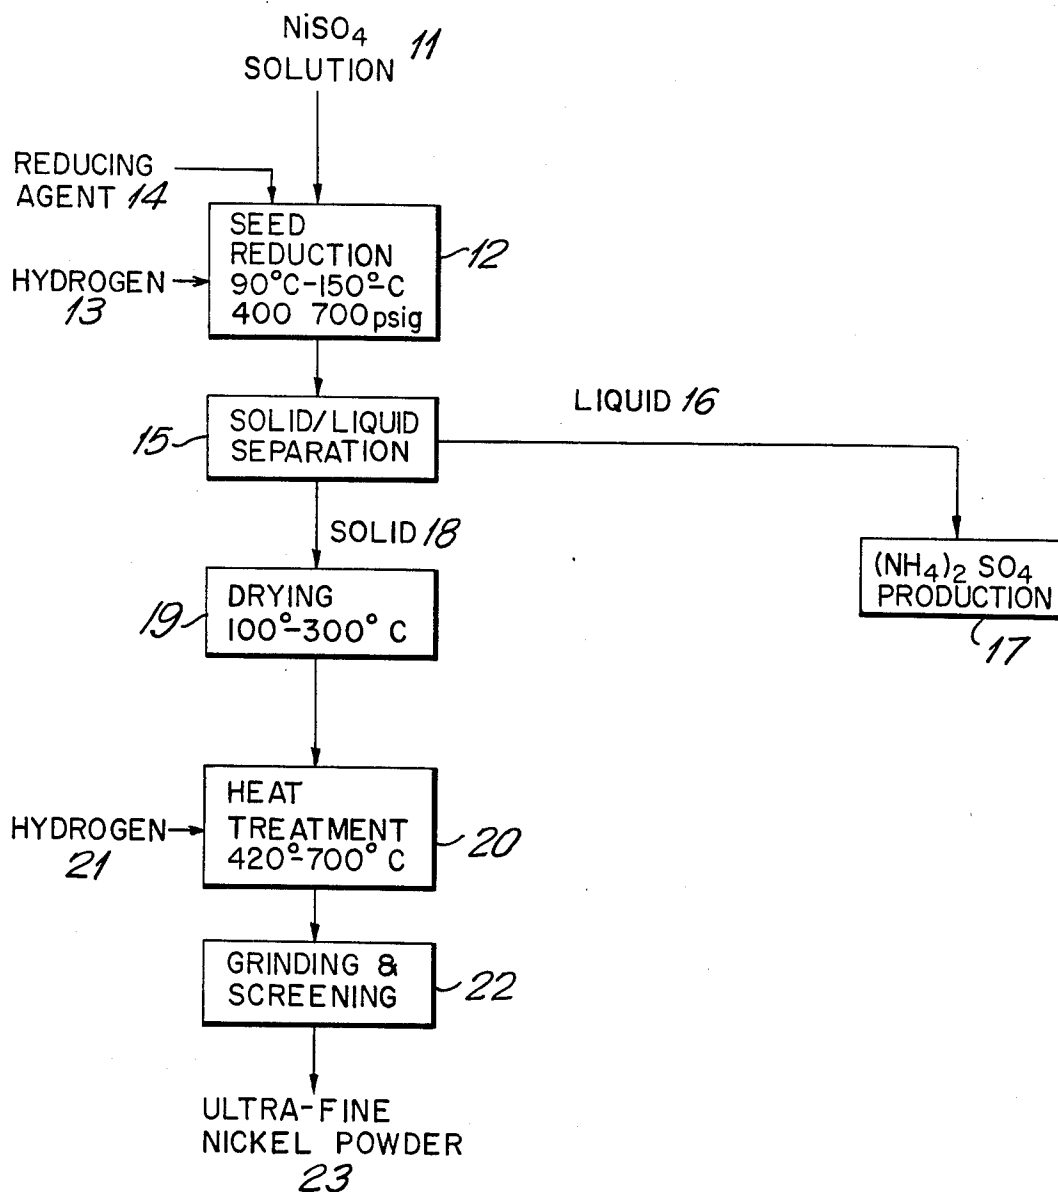 NiSO4 11
SOLUTION
REDUCING
AGENT 14
SEED
REDUCTION
90°C-150°-C
400 700 psig
12
HYDROGEN
13
SOLID/LIQUID
SEPARATION
15
LIQUID 16
SOLID 18
(NH4)2 SO4
PRODUCTION
17
DRYING
100°-300° C
19
HEAT
TREATMENT
420°-700° C
20
HYDROGEN
21
GRINDING &
SCREENING
22
ULTRA-FINE
NICKEL POWDER
23